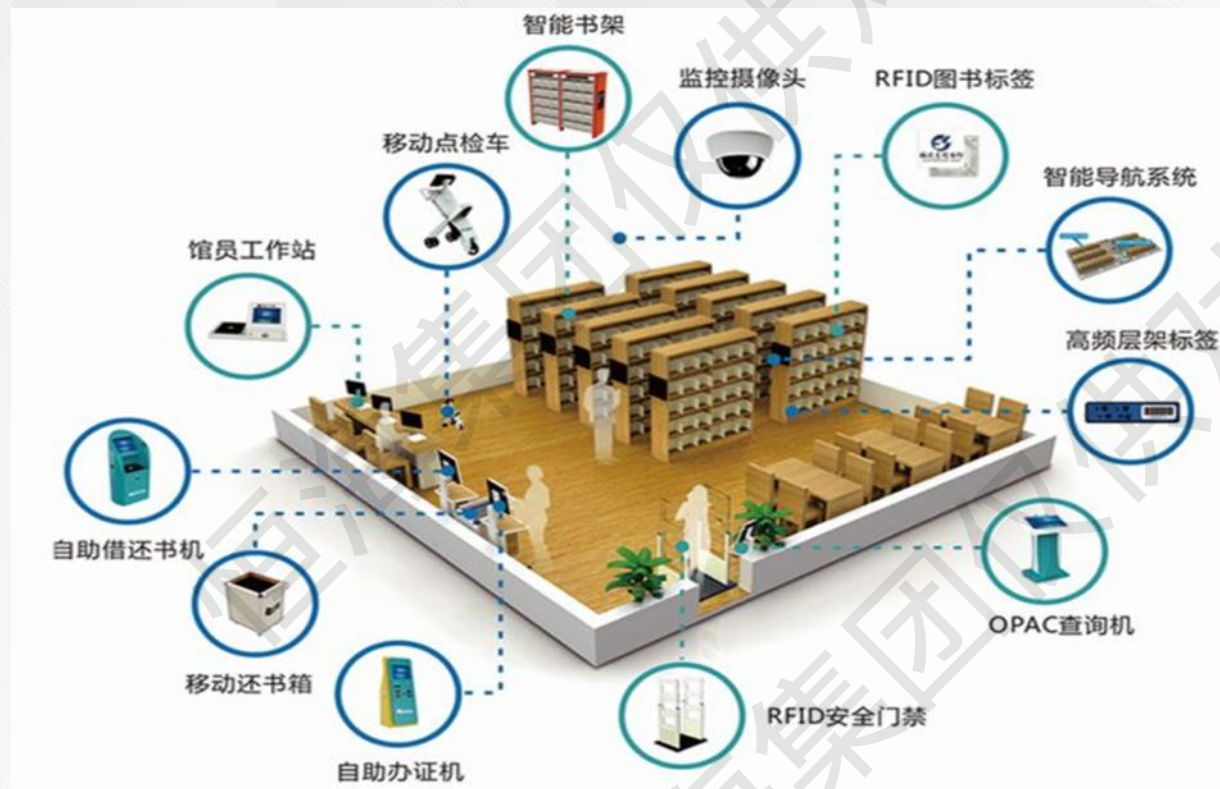 智能书架
监控摄像头
RFID图书标签
移动点检车
智能导航系统
馆员工作站
高频层架标签
自助借还书机
OPAC查询机
移动还书箱
RFID安全门禁
自助办证机